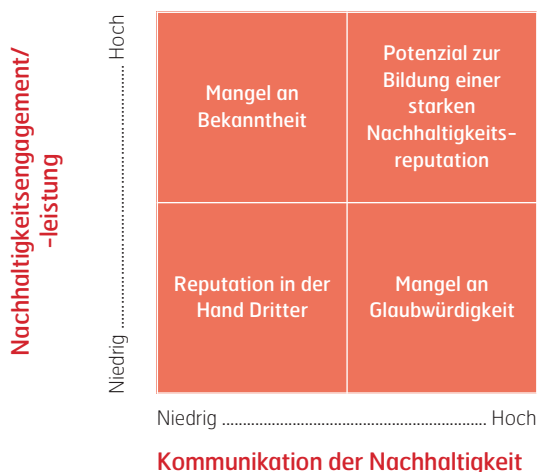 Nachhaltigkeitsengagement/
-leistung
Niedrig ........................................ Hoch
Mangel an
Bekanntheit
Potenzial zur
Bildung einer
starken
Nachhaltigkeits-
reputation
Reputation in der
Hand Dritter
Mangel an
Glaubwürdigkeit
Niedrig ................................................................ Hoch
Kommunikation der Nachhaltigkeit